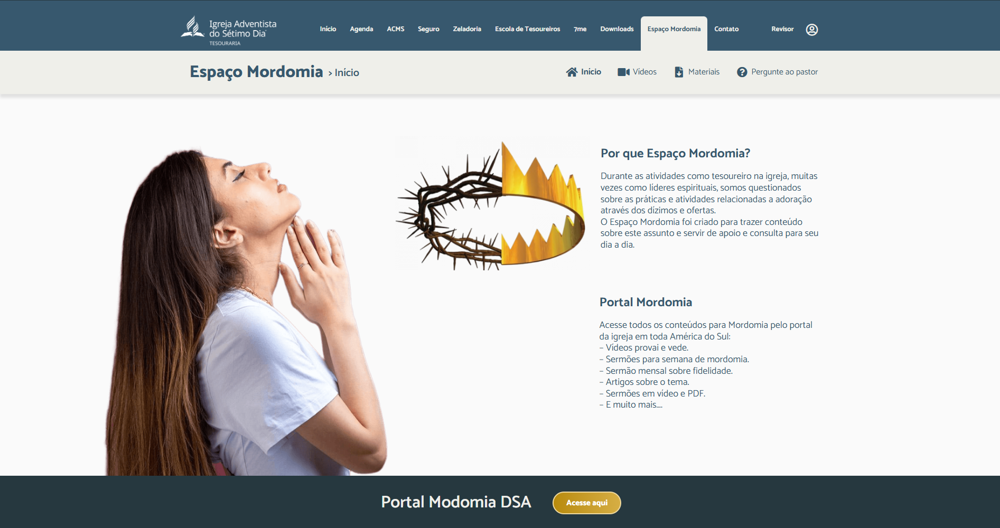 Igreja Adventista
do Sétimo Dia
TESOURARIA
Início
Agenda
ACMS
Seguro
Zeladoria
Escola de Tesoureiros
7me
Downloads
Espaço Mordomia
Contato
Revisor
Espaço Mordomia > Início
Início
Vídeos
Materiais
Pergunte ao pastor
Por que Espaço Mordomia?
Durante as atividades como tesoureiro na igreja, muitas
vezes como líderes espirituais, somos questionados
sobre as práticas e atividades relacionadas a adoração
através dos dízimos e ofertas.
O Espaço Mordomia foi criado para trazer conteúdo
sobre este assunto e servir de apoio e consulta para seu
dia a dia.
Portal Mordomia
Acesse todos os conteúdos para Mordomia pelo portal
da igreja em toda América do Sul:
– Vídeos provai e vede.
– Sermões para semana de mordomia.
– Sermão mensal sobre fidelidade.
– Artigos sobre o tema.
– Sermões em vídeo e PDF.
– E muito mais….
Portal Modomia DSA
Acesse aqui